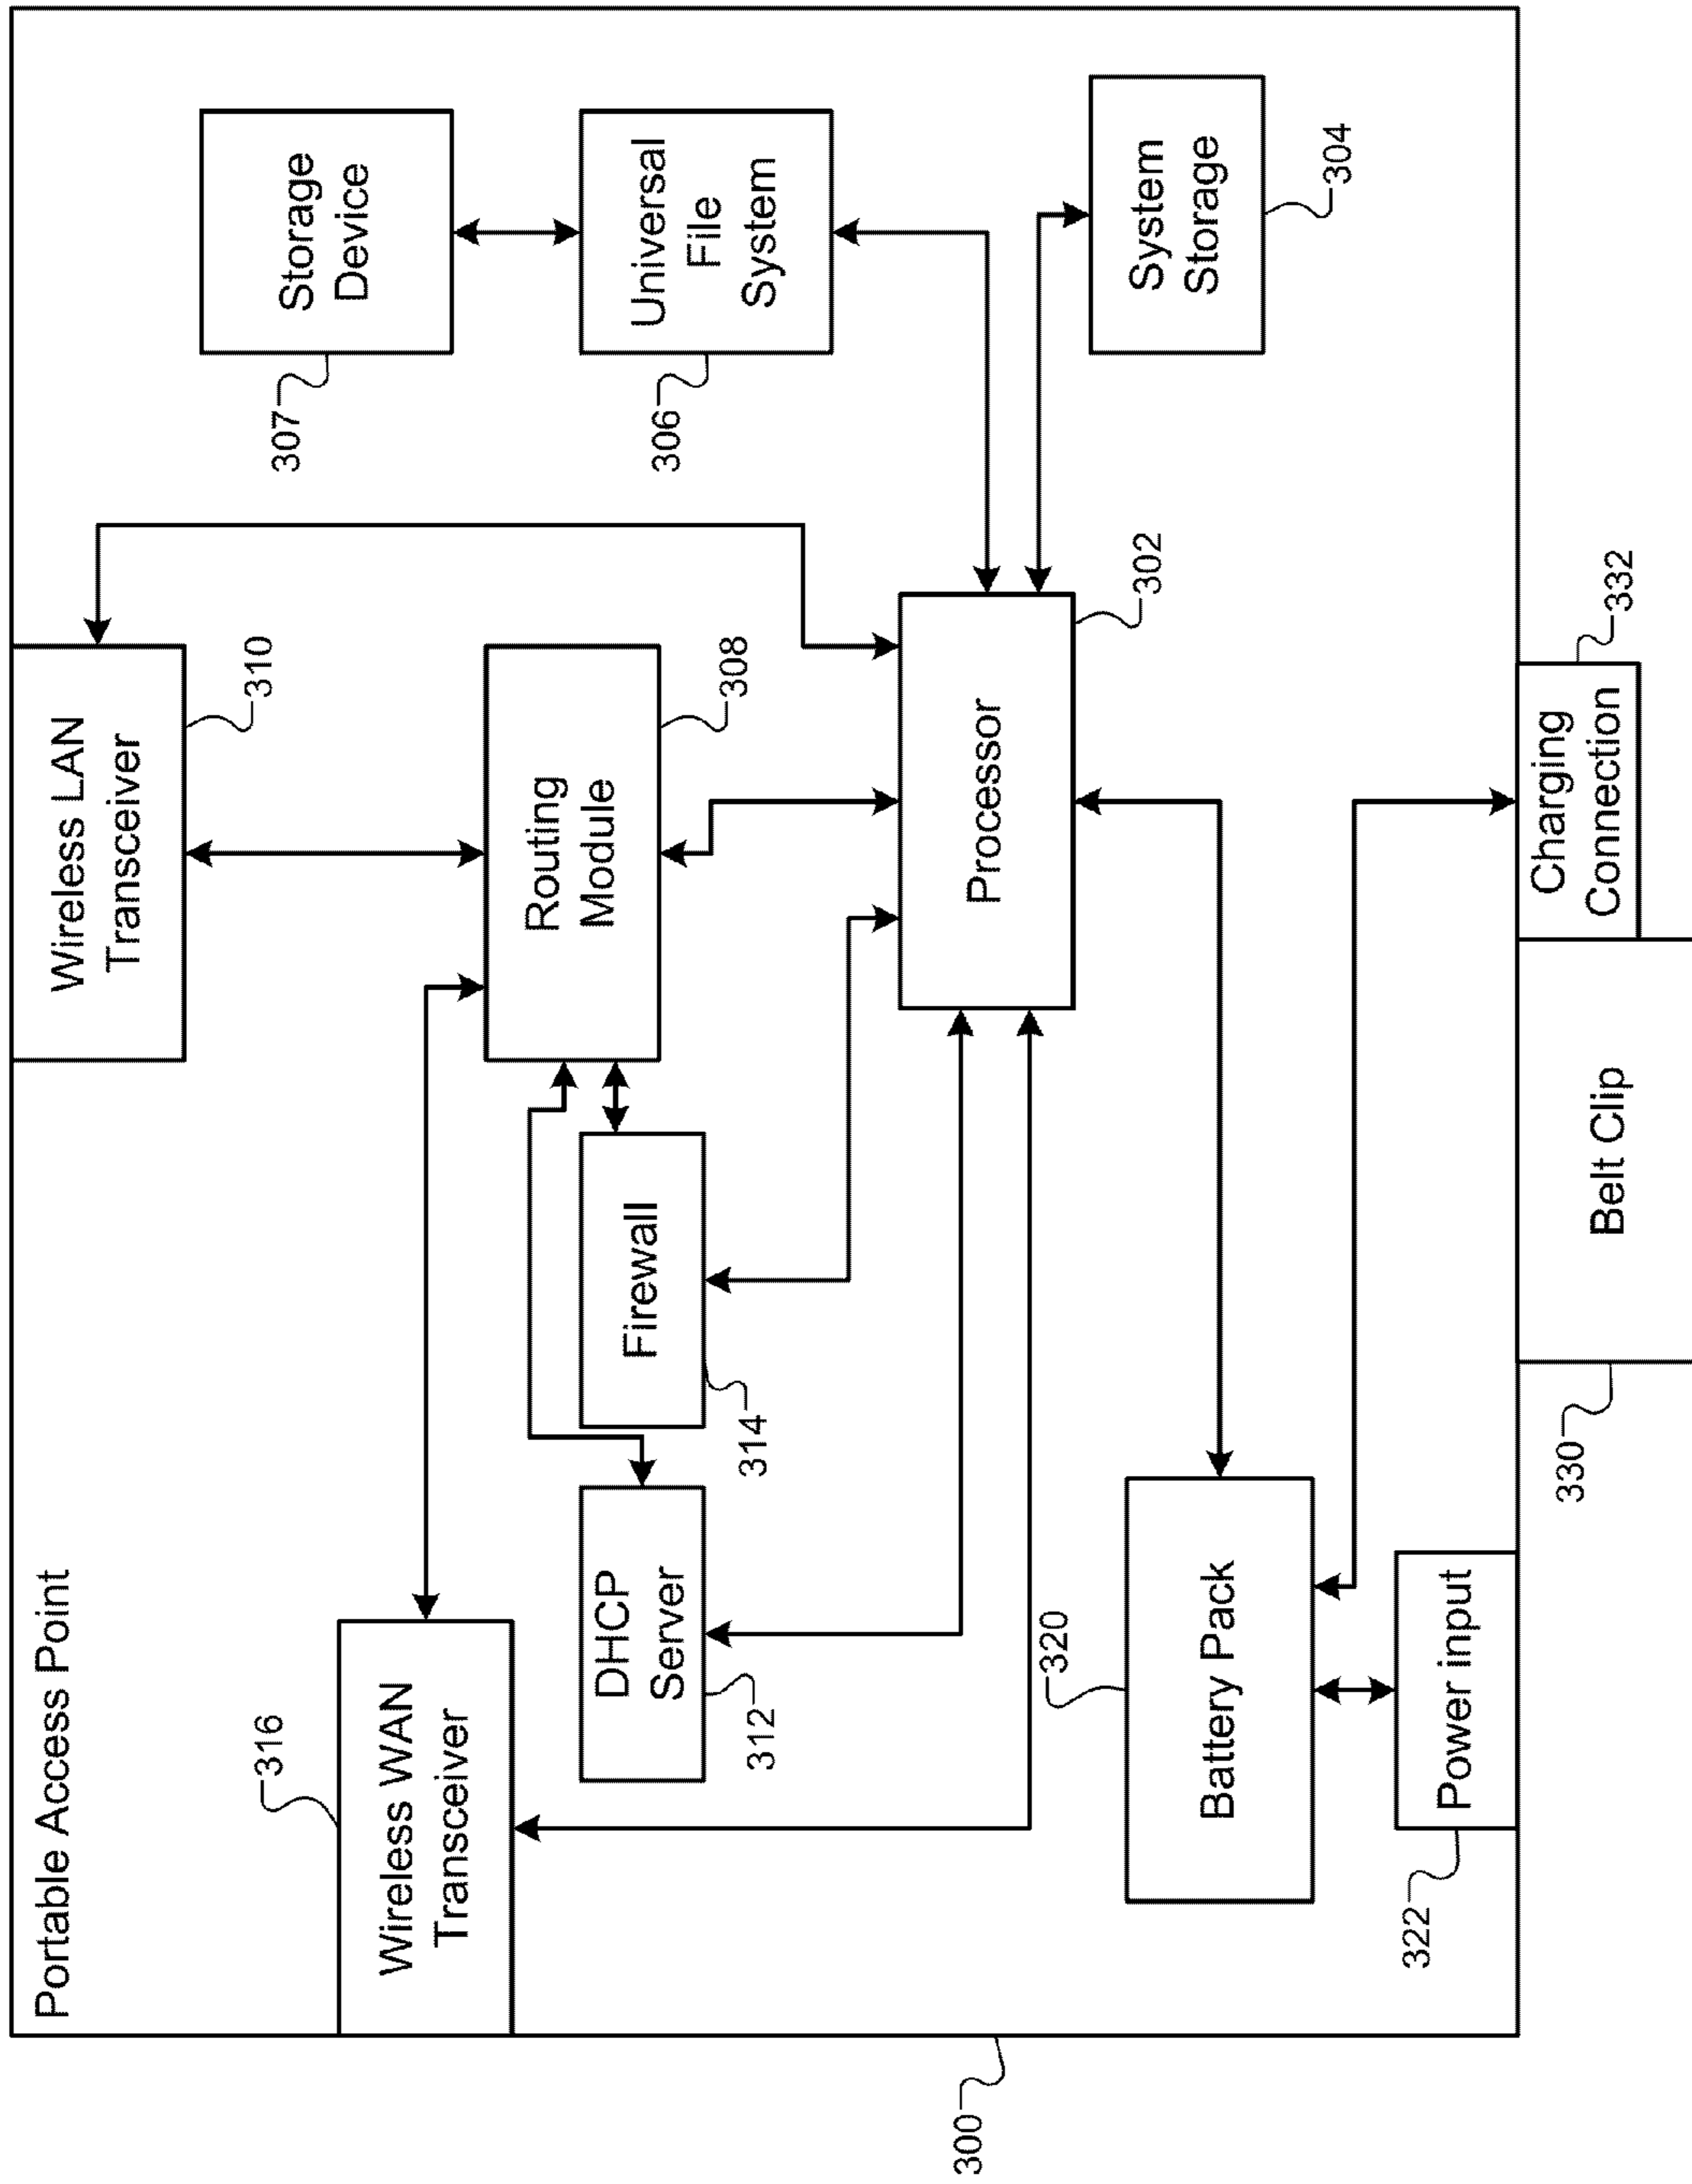 Portable Access Point
Wireless LAN
Transceiver
310
Storage
Device
307
316
Wireless WAN
Transceiver
Routing
Module
308
Universal
File
System
306
DHCP
Server
312
Firewall
314
Processor
302
System
Storage
304
320
Battery Pack
322
Power input
330
Belt Clip
Charging
Connection
332
300